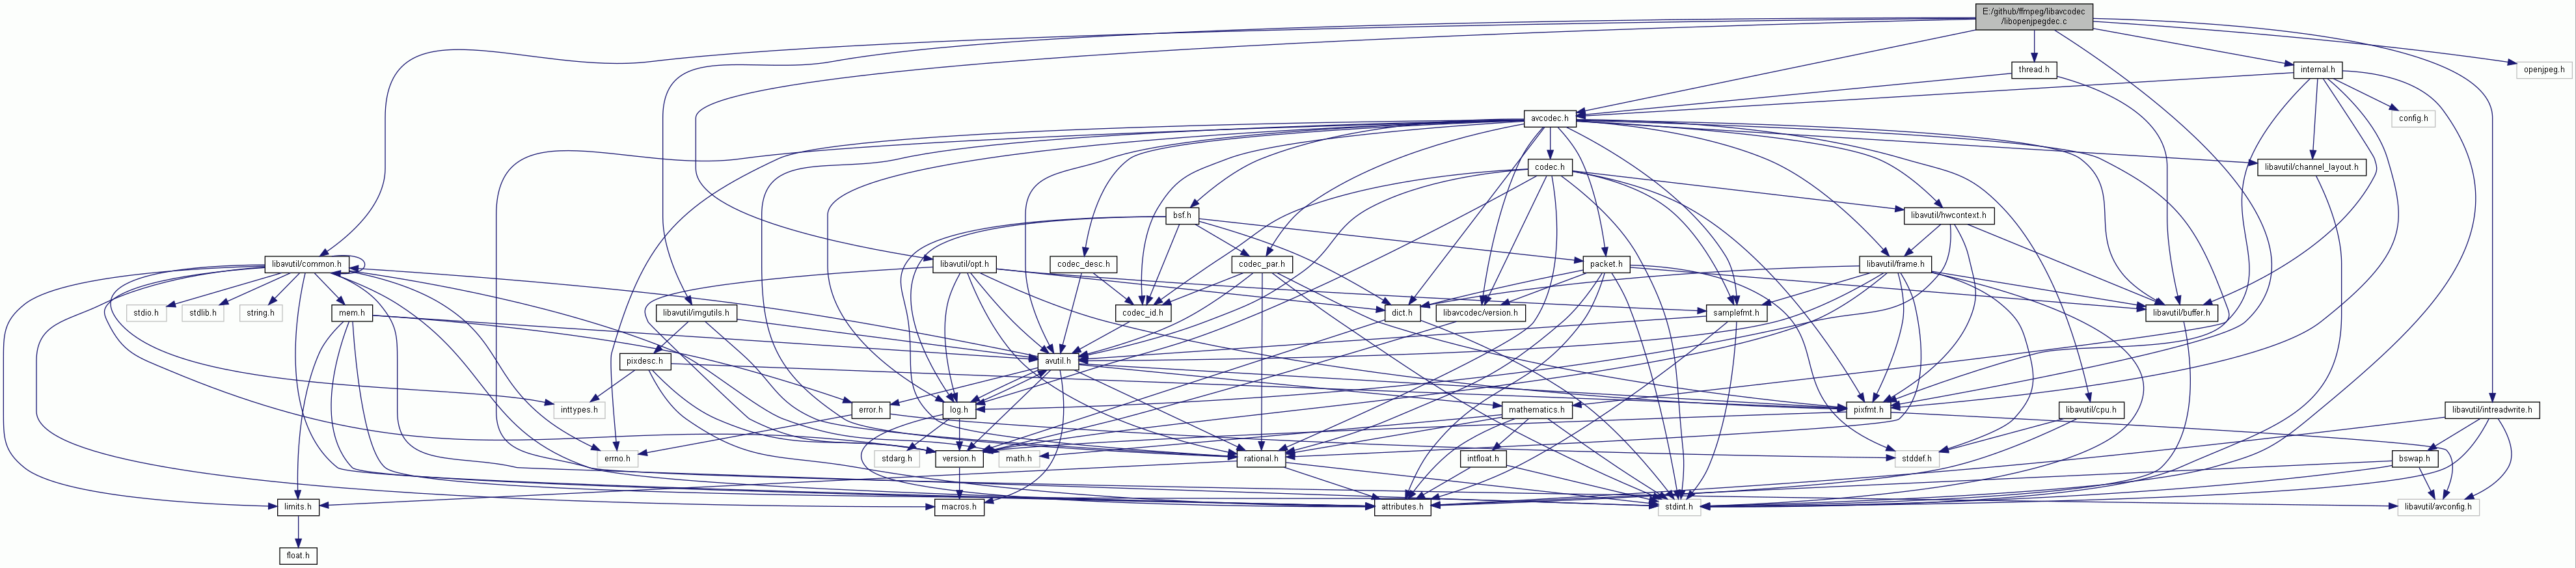 E:/github/ffmpeg/libavcodec
/libopenjpegdec.c
thread.h
internal.h
openjpeg.h
avcodec.h
config.h
codec.h
libavutil/channel_layout.h
bsf.h
libavutil/hwcontext.h
libavutil/common.h
libavutil/opt.h
codec_desc.h
codec_par.h
packet.h
libavutil/frame.h
stdio.h
stdlib.h
string.h
mem.h
libavutil/imgutils.h
codec_id.h
dict.h
libavcodec/version.h
samplefmt.h
libavutil/buffer.h
pixdesc.h
avutil.h
inttypes.h
error.h
log.h
mathematics.h
pixfmt.h
libavutil/cpu.h
libavutil/intreadwrite.h
errno.h
stdarg.h
version.h
math.h
rational.h
intfloat.h
stddef.h
bswap.h
limits.h
macros.h
attributes.h
stdint.h
libavutil/avconfig.h
float.h